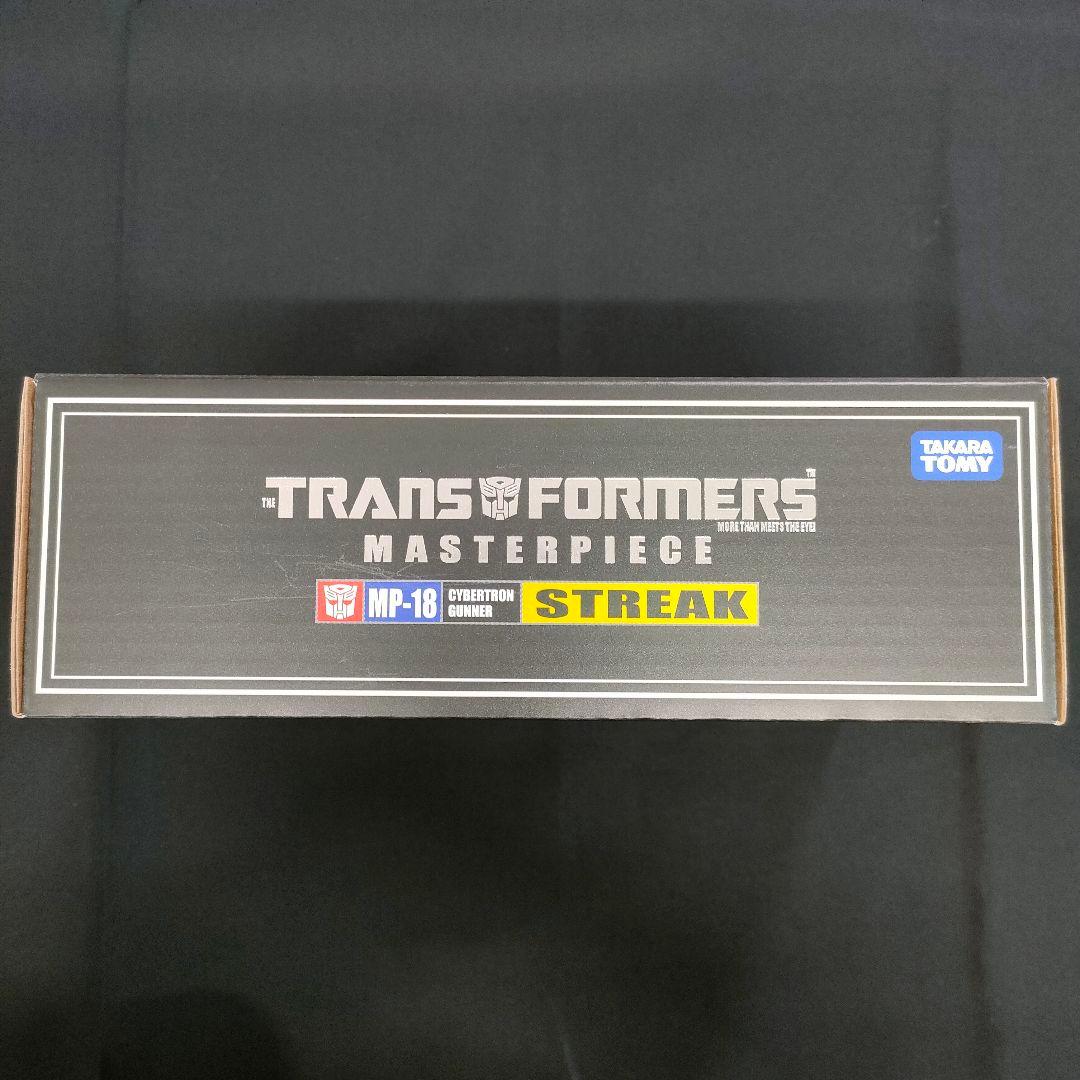 TAKARA
TOMY
THE TRANSFORMERS TM
MORE THAN MEETS THE EYE!
MASTERPIECE
MP-18 CYBERTRON GUNNER STREAK